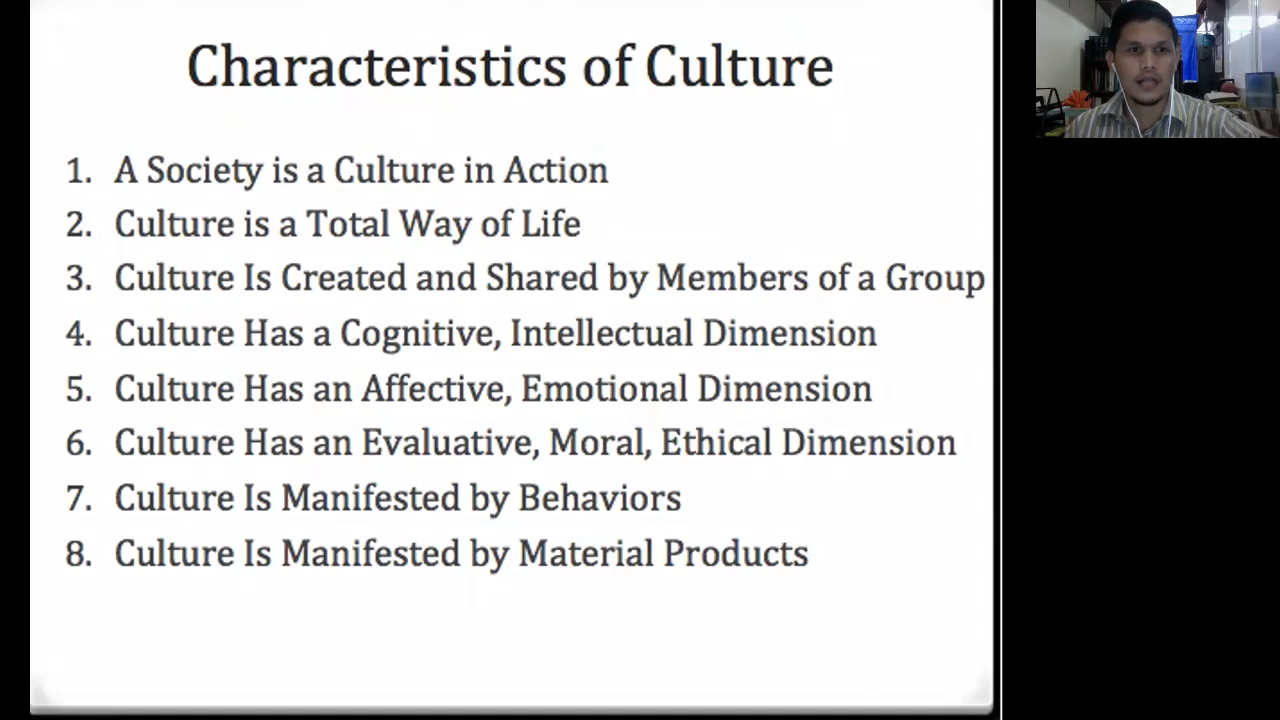 Characteristics of Culture
1. A Society is a Culture in Action
2. Culture is a Total Way of Life
3. Culture Is Created and Shared by Members of a Group
4. Culture Has a Cognitive, Intellectual Dimension
5. Culture Has an Affective, Emotional Dimension
6. Culture Has an Evaluative, Moral, Ethical Dimension
7. Culture Is Manifested by Behaviors
8. Culture Is Manifested by Material Products